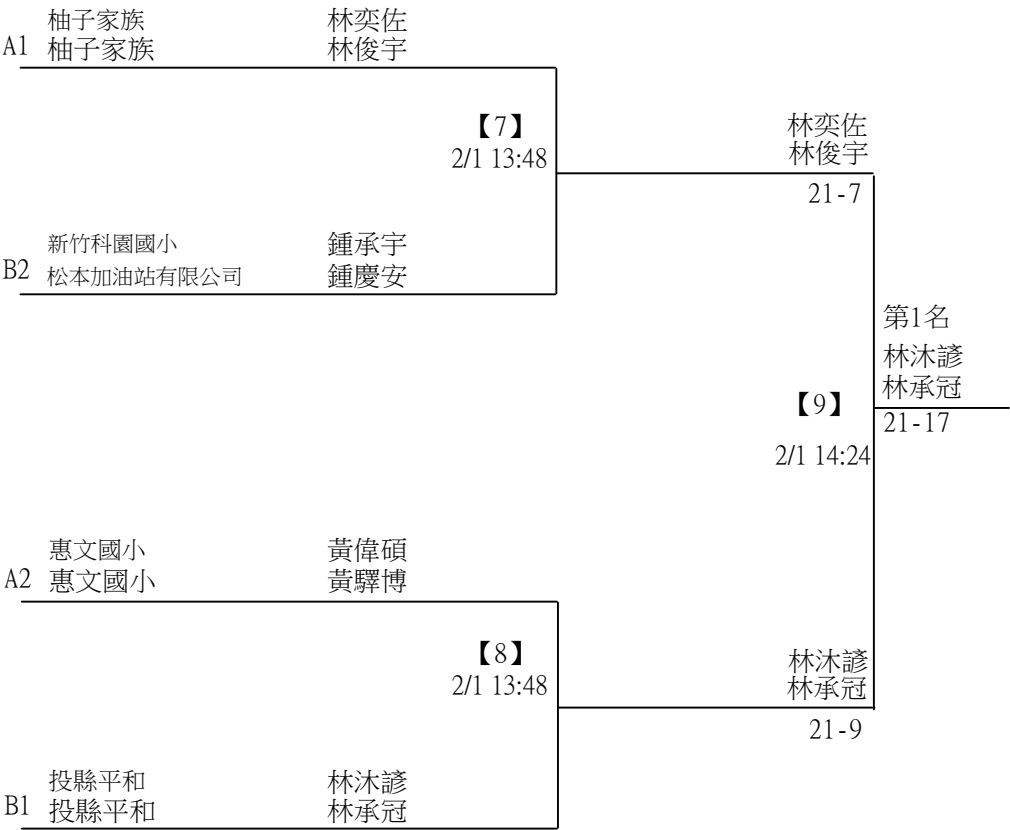 柚子家族 林奕佐
A1 柚子家族 林俊宇
【7】
2/1 13:48
林奕佐
林俊宇
21-7
新竹科園國小 鍾承宇
B2 松本加油站有限公司 鍾慶安
第1名
林沐諺
林承冠
【9】
21-17
2/1 14:24
惠文國小 黃偉碩
A2 惠文國小 黃驛博
【8】
2/1 13:48
林沐諺
林承冠
21-9
投縣平和 林沐諺
B1 投縣平和 林承冠